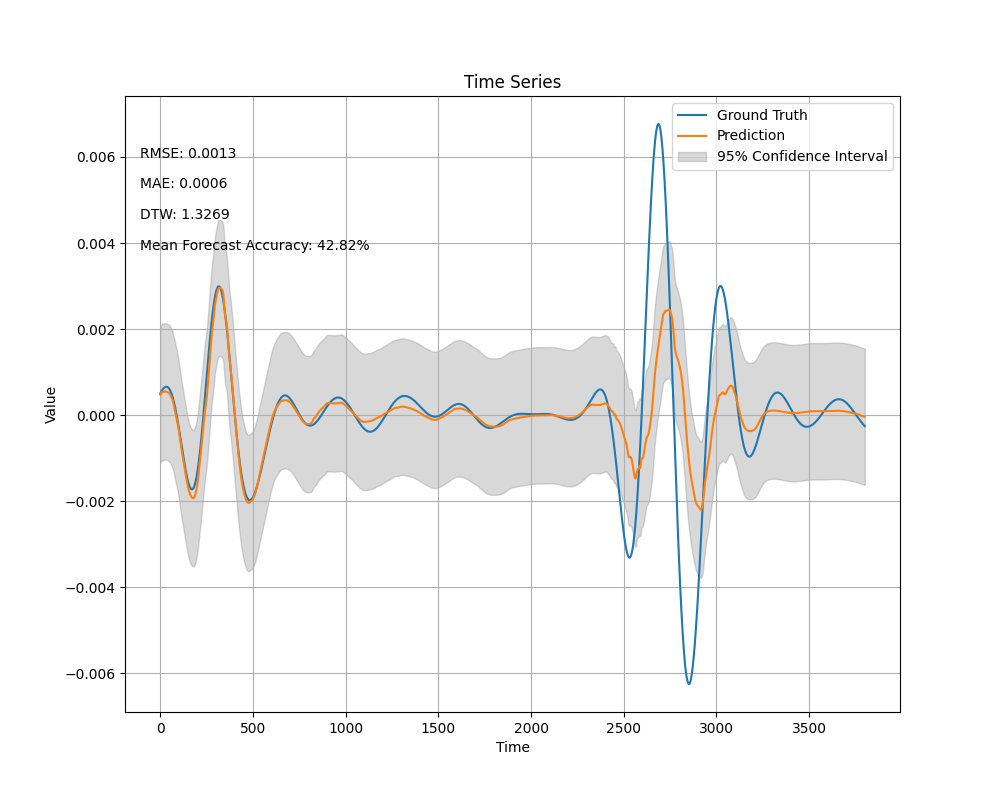 Time Series
Ground Truth
Prediction
95% Confidence Interval
RMSE: 0.0013
MAE: 0.0006
DTW: 1.3269
Mean Forecast Accuracy: 42.82%
0.006
0.004
0.002
0.000
−0.002
−0.004
−0.006
Value
0 500 1000 1500 2000 2500 3000 3500
Time